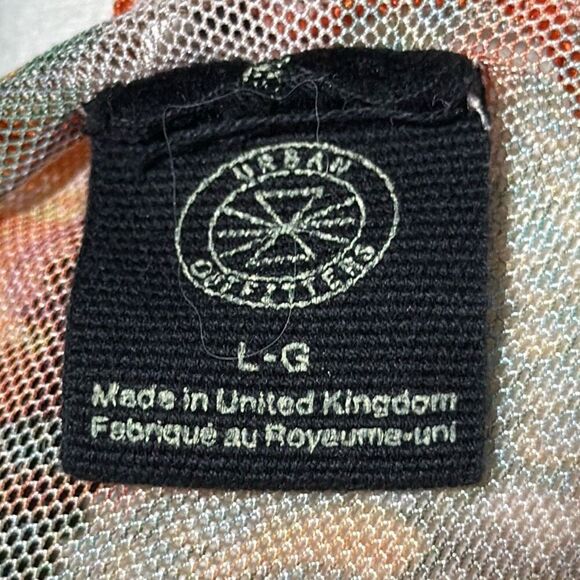 URBAN
OUTFITTERS
L-G
Made in United Kingdom
Fabriqué au Royaume-uni